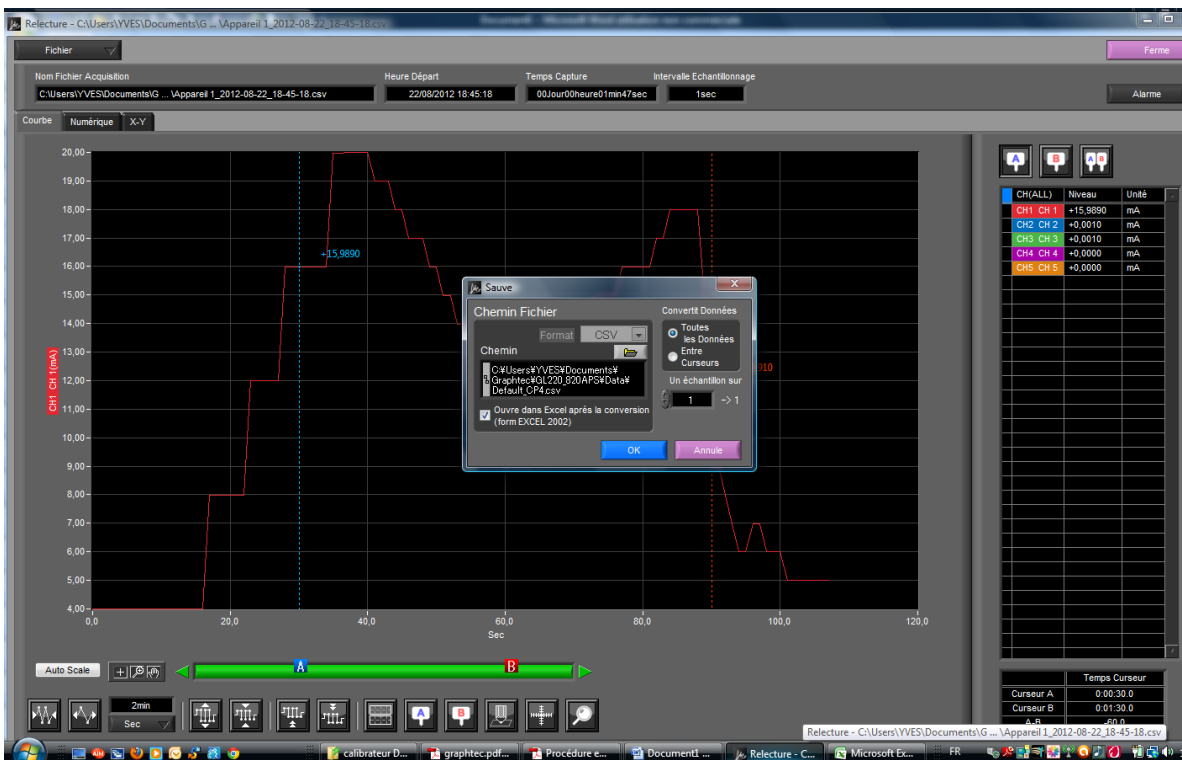 Relecture - C:\Users\YVES\Documents\G ... \Appareil 1_2012-08-22_18-45-18.csv
Document1 - Microsoft Word utilisation non commerciale
Fichier
Ferme
Nom Fichier Acquisition
Heure Départ
Temps Capture
Intervalle Echantillonnage
C:\Users\YVES\Documents\G ... \Appareil 1_2012-08-22_18-45-18.csv
22/08/2012 18:45:18
00Jour00heure01min47sec
1sec
Alarme
Courbe
Numérique
X-Y
20,00
19,00
18,00
17,00
16,00
15,00
14,00
13,00
12,00
11,00
10,00
9,00
8,00
7,00
6,00
5,00
4,00
CH1 CH 1(mA)
+15,9890
910
0,0
20,0
40,0
60,0
80,0
100,0
120,0
Sec
A
B
A B
CH(ALL) Niveau Unité
CH1 CH 1 +15,9890 mA
CH2 CH 2 +0,0010 mA
CH3 CH 3 +0,0010 mA
CH4 CH 4 +0,0000 mA
CH5 CH 5 +0,0000 mA
Sauve
Chemin Fichier
Format CSV
Chemin
C:¥Users¥YVES¥Documents¥
Graphtec¥GL220_820APS¥Data¥
Default_CP4.csv
Ouvre dans Excel aprés la conversion
(form EXCEL 2002)
Convertit Données
Toutes
les Données
Entre
Curseurs
Un échantillon sur
1 -> 1
OK
Annule
Auto Scale
A
B
2min
Sec
A
B
Temps Curseur
Curseur A 0:00:30.0
Curseur B 0:01:30.0
A-B -60.0
Relecture - C:\Users\YVES\Documents\G ... \Appareil 1_2012-08-22_18-45-18.csv
calibrateur D...
graphtec.pdf...
Procédure e...
Document1 ...
Relecture - C...
Microsoft Ex...
FR